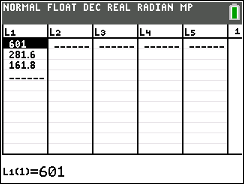 NORMAL FLOAT DEC REAL RADIAN MP
L1 L2 L3 L4 L5 1
601 ------ ------ ------ ------
281.6
161.8
------
L1(1)=601